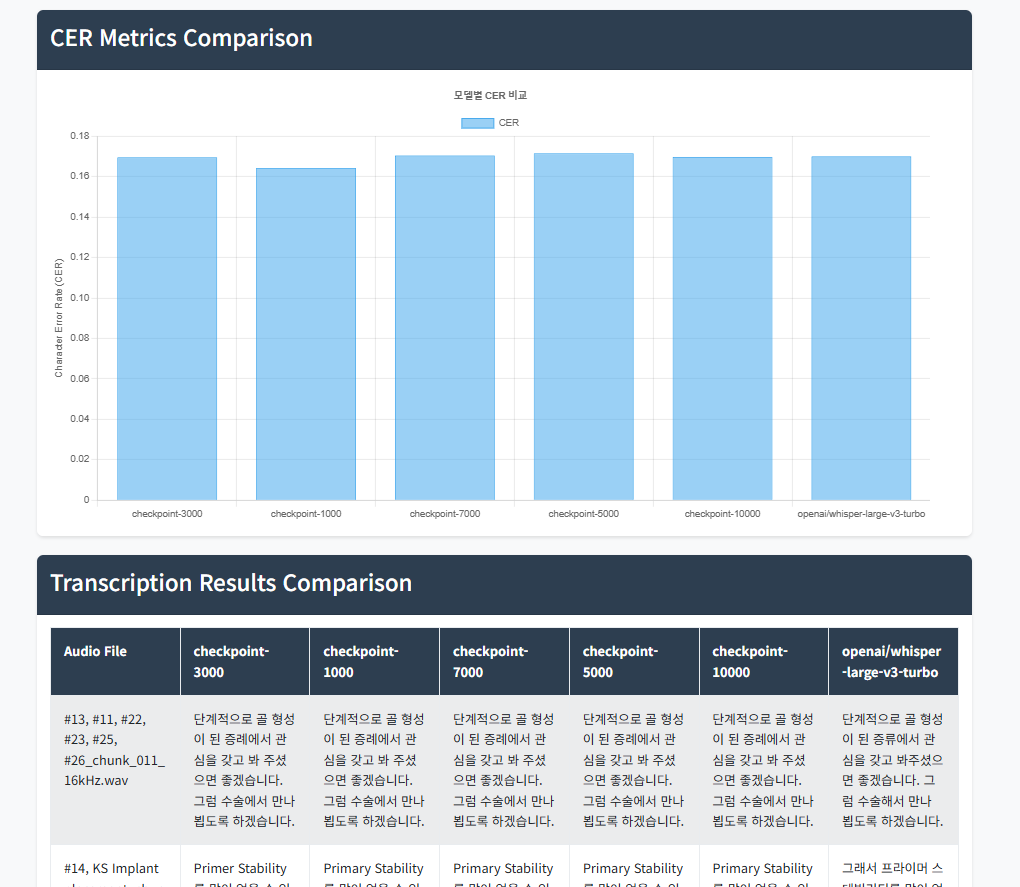 CER Metrics Comparison
모델별 CER 비교
CER
0.18
0.16
0.14
0.12
0.10
0.08
0.06
0.04
0.02
0
Character Error Rate (CER)
checkpoint-3000
checkpoint-1000
checkpoint-7000
checkpoint-5000
checkpoint-10000
openai/whisper-large-v3-turbo
Transcription Results Comparison
Audio File
checkpoint-
3000
checkpoint-
1000
checkpoint-
7000
checkpoint-
5000
checkpoint-
10000
openai/whisper
-large-v3-turbo
#13, #11, #22,
#23, #25,
#26_chunk_011_
16kHz.wav
단계적으로 골 형성
이 된 증례에서 관
심을 갖고 봐 주셨
으면 좋겠습니다.
그럼 수술에서 만나
뵙도록 하겠습니다.
단계적으로 골 형성
이 된 증례에서 관
심을 갖고 봐 주셨
으면 좋겠습니다.
그럼 수술에서 만나
뵙도록 하겠습니다.
단계적으로 골 형성
이 된 증례에서 관
심을 갖고 봐 주셨
으면 좋겠습니다.
그럼 수술에서 만나
뵙도록 하겠습니다.
단계적으로 골 형성
이 된 증례에서 관
심을 갖고 봐 주셨
으면 좋겠습니다.
그럼 수술에서 만나
뵙도록 하겠습니다.
단계적으로 골 형성
이 된 증례에서 관
심을 갖고 봐 주셨
으면 좋겠습니다.
그럼 수술에서 만나
뵙도록 하겠습니다.
단계적으로 골 형성
이 된 증류에서 관
심을 갖고 봐주셨으
면 좋겠습니다. 그
럼 수술해서 만나
뵙도록 하겠습니다.
#14, KS Implant
Primer Stability
Primary Stability
Primary Stability
Primary Stability
Primary Stability
그래서 프라이머 스